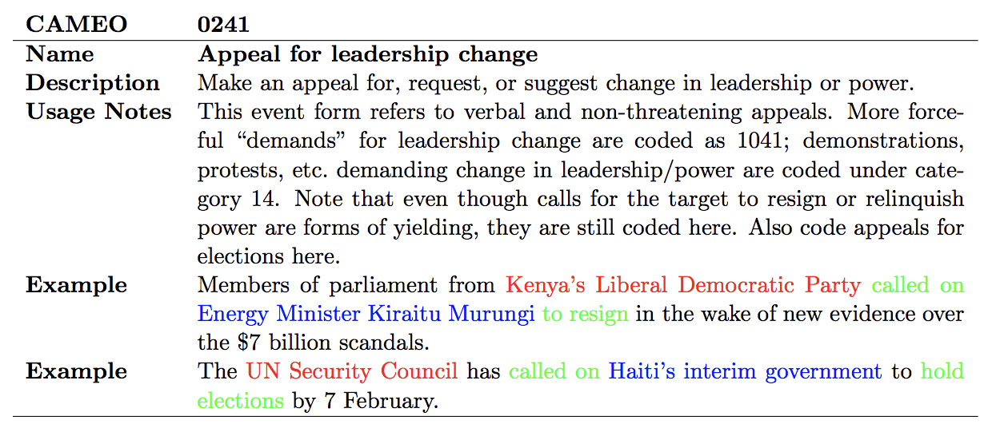 CAMEO 0241
Name Appeal for leadership change
Description Make an appeal for, request, or suggest change in leadership or power.
Usage Notes This event form refers to verbal and non-threatening appeals. More force-
ful “demands” for leadership change are coded as 1041; demonstrations,
protests, etc. demanding change in leadership/power are coded under cate-
gory 14. Note that even though calls for the target to resign or relinquish
power are forms of yielding, they are still coded here. Also code appeals for
elections here.
Example Members of parliament from Kenya’s Liberal Democratic Party called on
Energy Minister Kiraitu Murungi to resign in the wake of new evidence over
the $7 billion scandals.
Example The UN Security Council has called on Haiti’s interim government to hold
elections by 7 February.